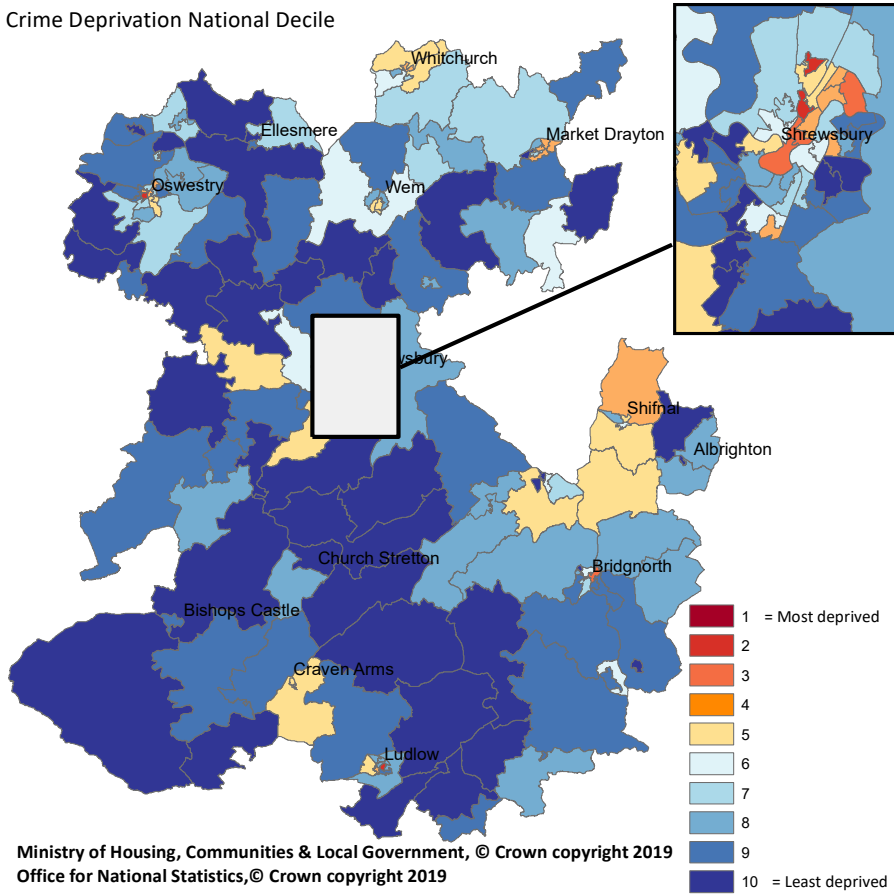 Crime Deprivation National Decile
Whitchurch
Ellesmere
Market Drayton
Shrewsbury
Oswestry
Wem
wsbury
Shifnal
Albrighton
Church Stretton
Bridgnorth
Bishops Castle
Craven Arms
Ludlow
1 = Most deprived
2
3
4
5
6
7
8
9
10 = Least deprived
Ministry of Housing, Communities & Local Government, © Crown copyright 2019
Office for National Statistics,© Crown copyright 2019